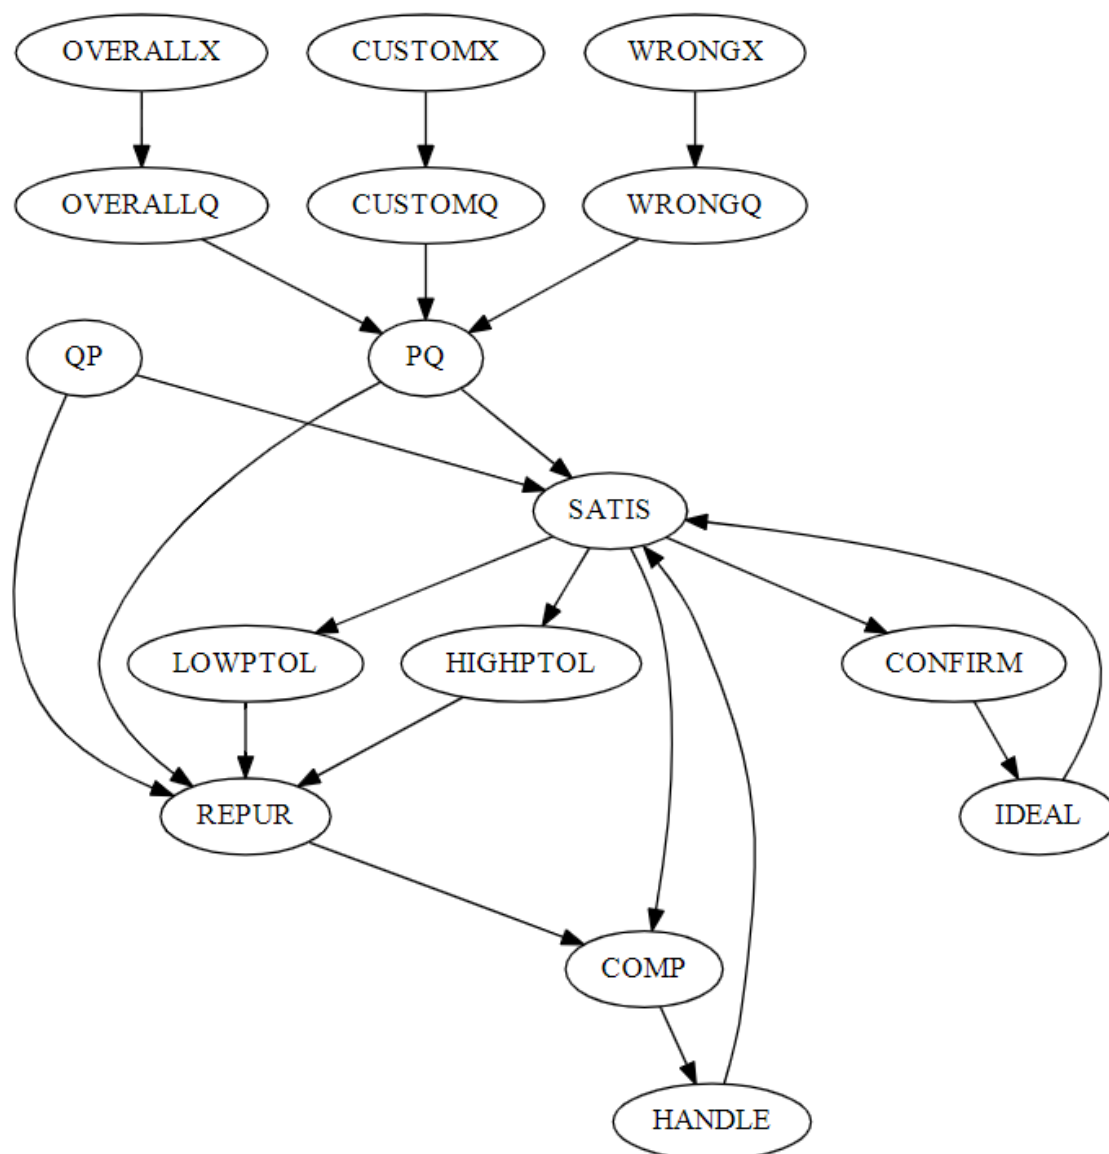 OVERALLX
CUSTOMX
WRONGX
OVERALLQ
CUSTOMQ
WRONGQ
QP
PQ
SATIS
LOWPTOL
HIGHPTOL
CONFIRM
REPUR
IDEAL
COMP
HANDLE